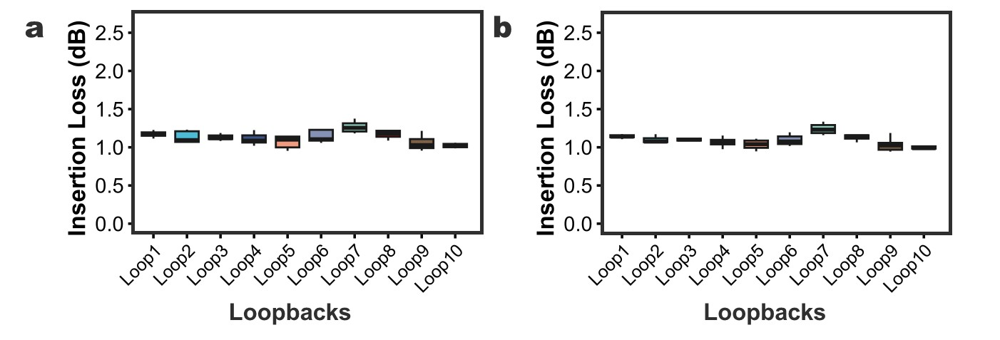 a
Insertion Loss (dB)
2.5
2.0
1.5
1.0
0.5
0.0
Loop1
Loop2
Loop3
Loop4
Loop5
Loop6
Loop7
Loop8
Loop9
Loop10
Loopbacks
b
Insertion Loss (dB)
2.5
2.0
1.5
1.0
0.5
0.0
Loop1
Loop2
Loop3
Loop4
Loop5
Loop6
Loop7
Loop8
Loop9
Loop10
Loopbacks